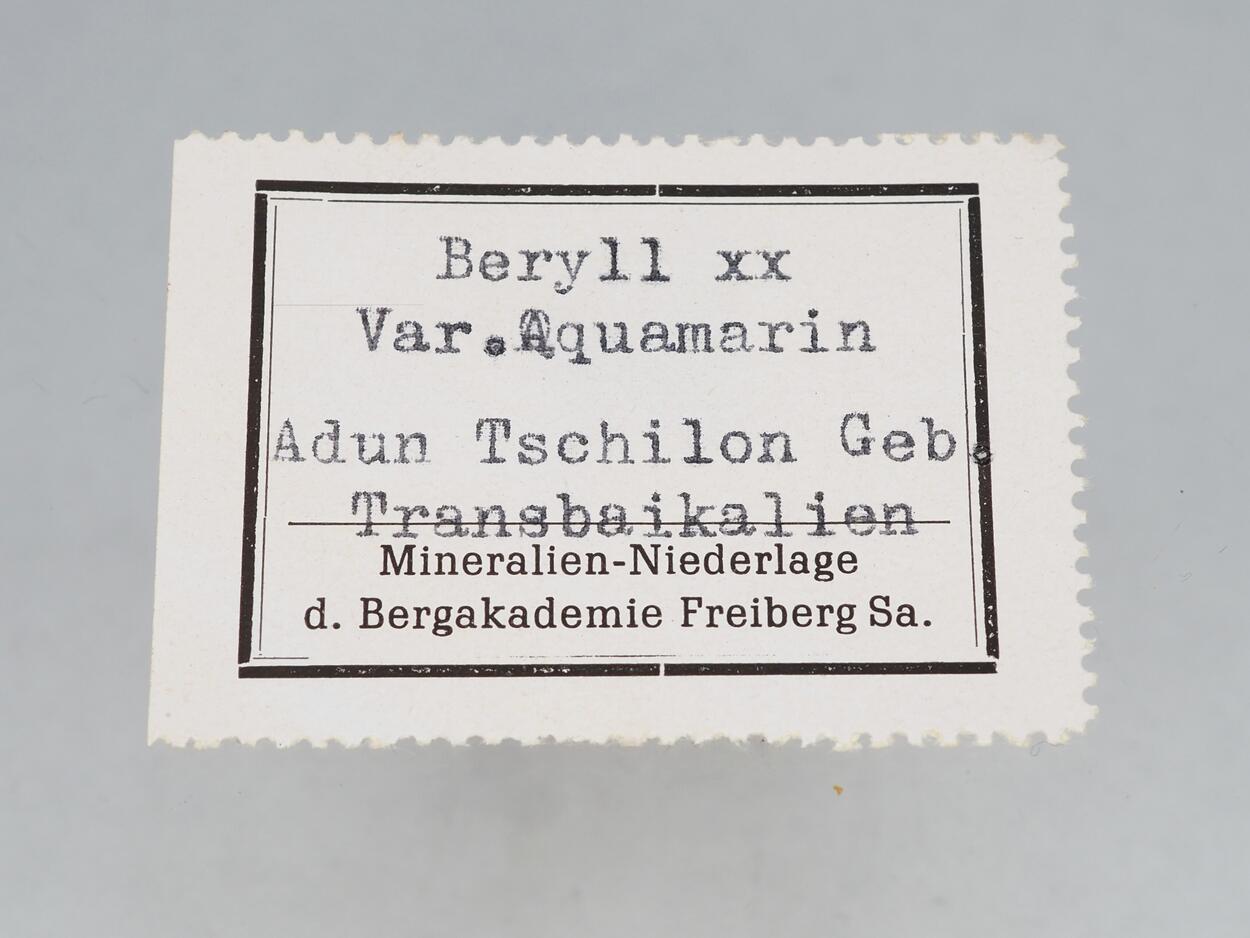 Beryll xx
Var.Aquamarin
Adun Tschilon Geb.
Transbaikalien
Mineralien-Niederlage
d. Bergakademie Freiberg Sa.